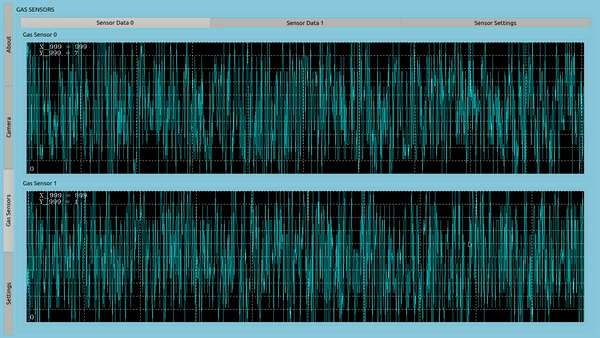 GAS SENSORS
Sensor Data 0
Sensor Data 1
Sensor Settings
About
Camera
Gas Sensors
Settings
Gas Sensor 0
X_999 = 999
Y_999 = 7
0
Gas Sensor 1
X_999 = 999
Y_999 = 1
0